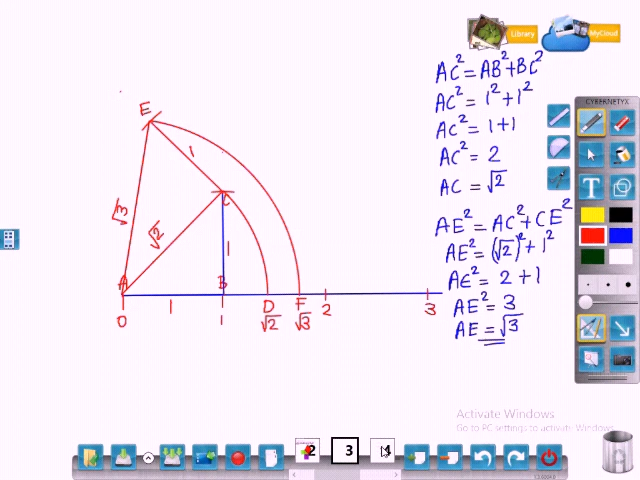 Library
MyCloud
AC²=AB²+BC²
AC²=1²+1²
AC²=1+1
AC²=2
AC=√2
AE²=AC²+CE²
AE²=(√2)²+1²
AE²=2+1
AE²=3
AE=√3
CYBERNETYX
T
E
1
C
√3
√2
1
A
B
D
F
0
1
1
√2
√3
2
3
Activate Windows
Go to PC settings to activate Windows.
2
3
4